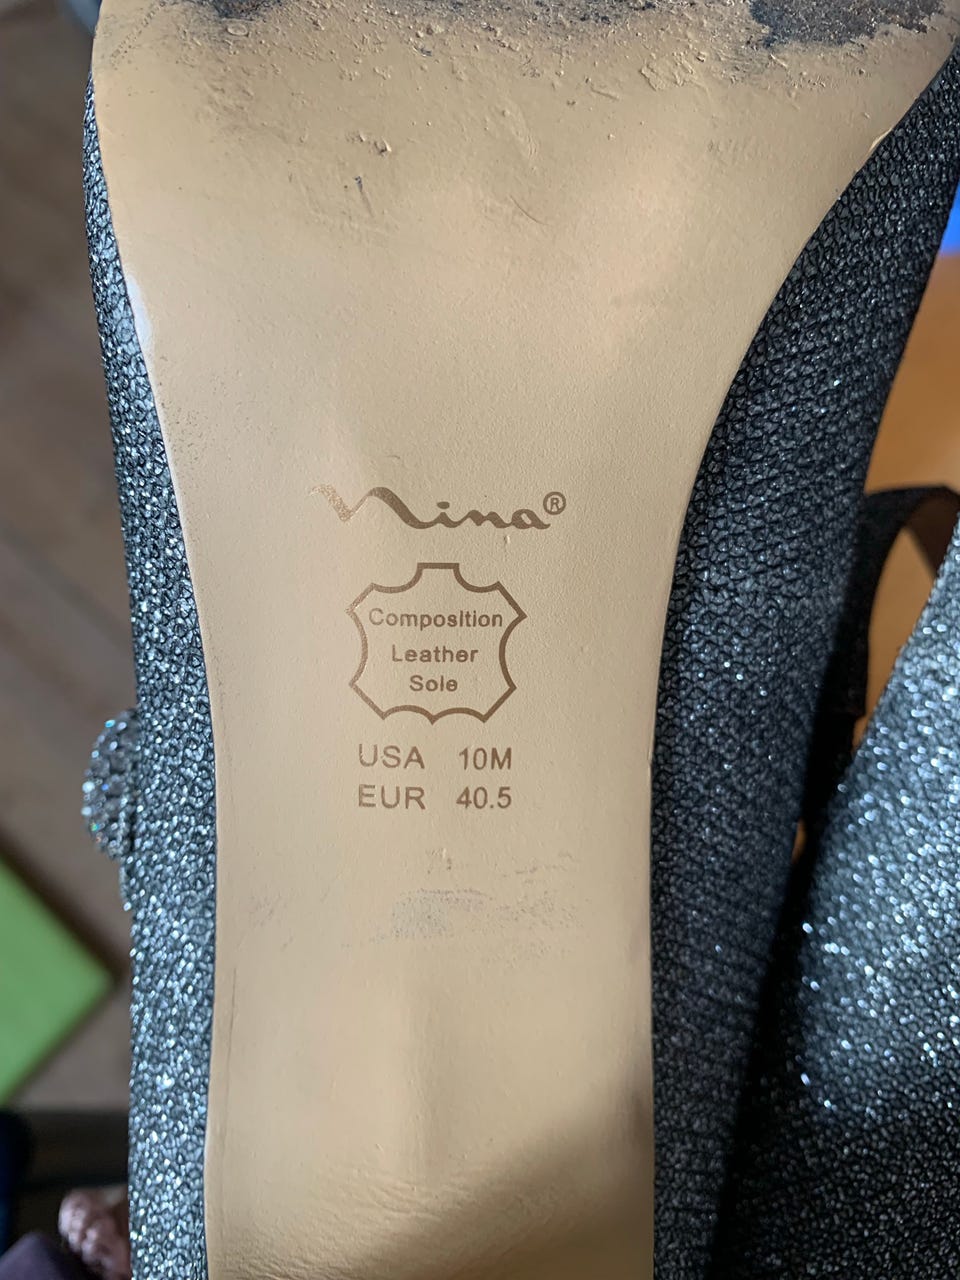 Nina®
Composition
Leather
Sole
USA 10M
EUR 40.5